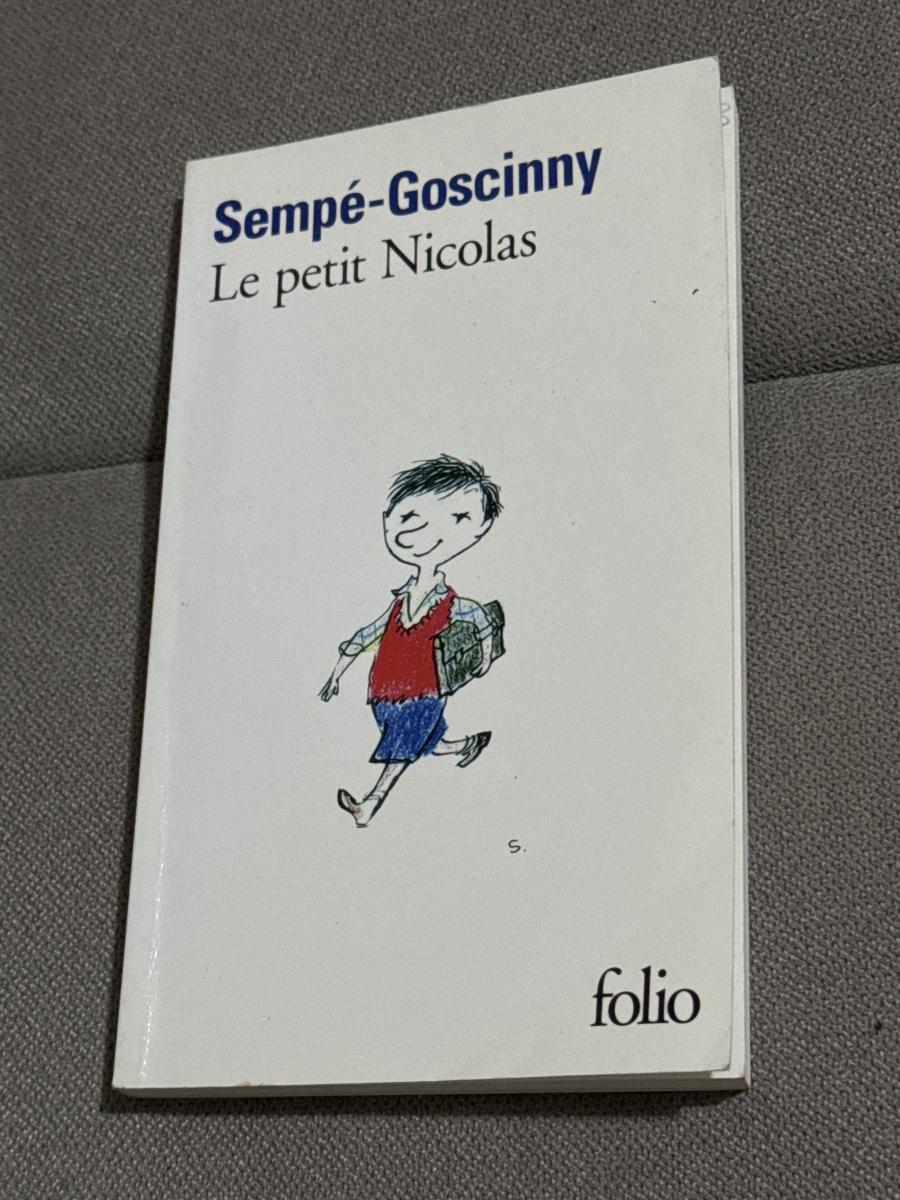 Sempé-Goscinny
Le petit Nicolas
S.
folio